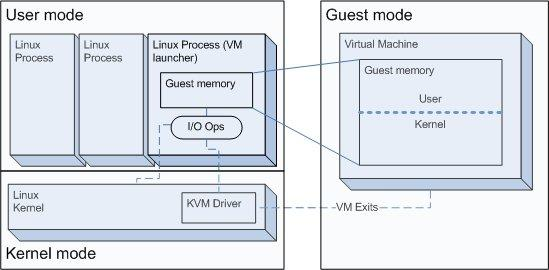 User mode
Linux
Process
Linux
Process
Linux Process (VM
launcher)
Guest memory
I/O Ops
Linux
Kernel
KVM Driver
Kernel mode
VM Exits
Guest mode
Virtual Machine
Guest memory
User
Kernel